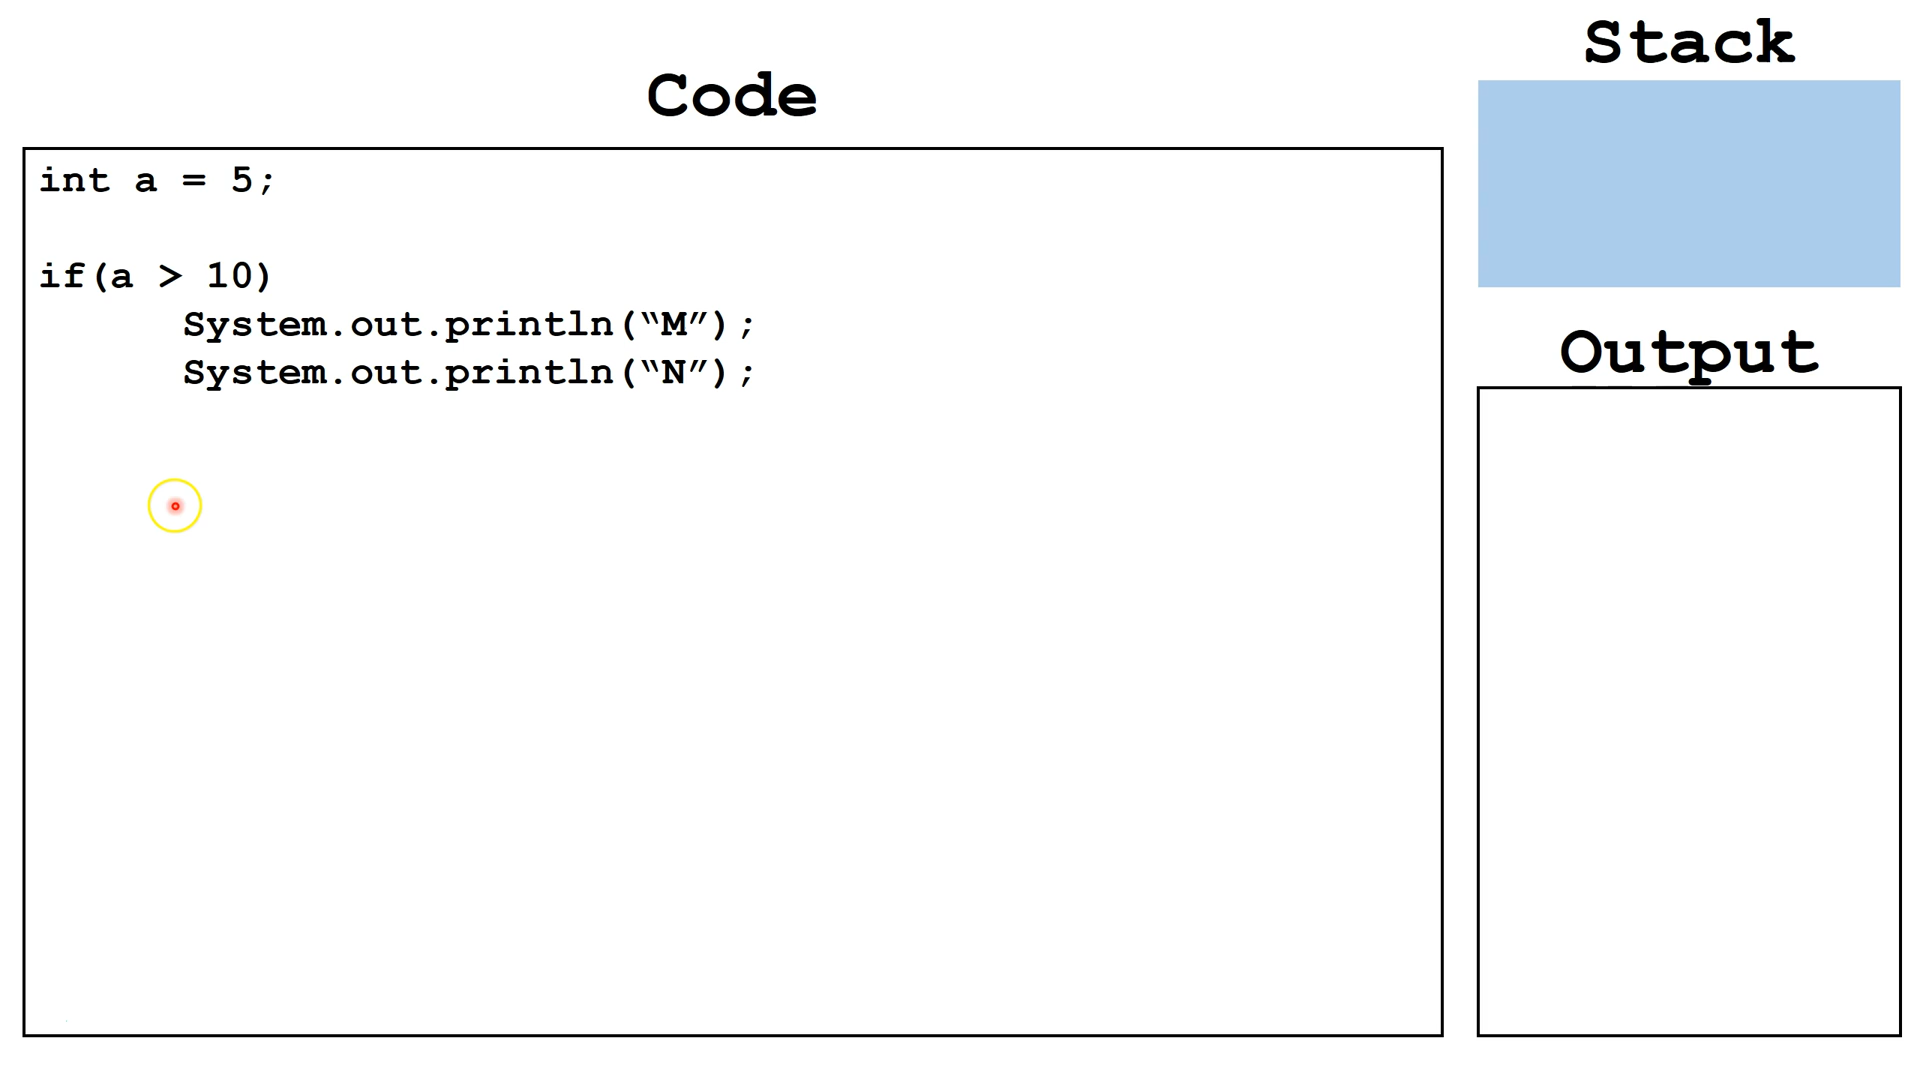 Code
int a = 5;
if(a > 10)
System.out.println(“M”);
System.out.println(“N”);
Stack
Output